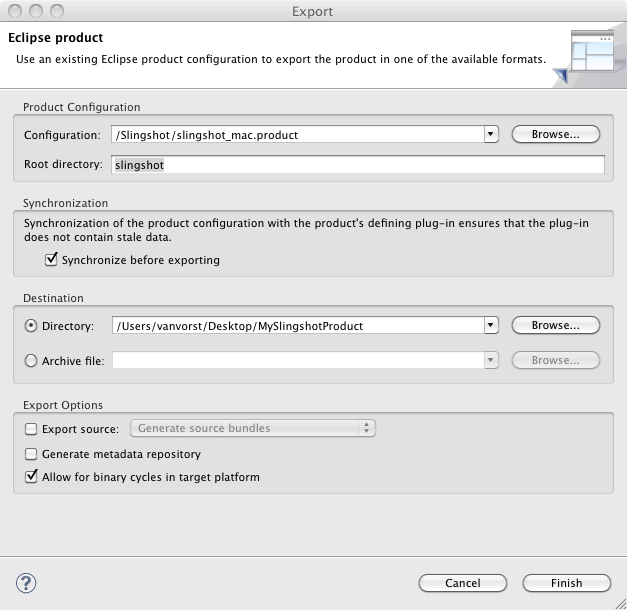 Export
Eclipse product
Use an existing Eclipse product configuration to export the product in one of the available formats.
Product Configuration
Configuration: /Slingshot/slingshot_mac.product Browse...
Root directory: slingshot
Synchronization
Synchronization of the product configuration with the product's defining plug-in ensures that the plug-in
does not contain stale data.
Synchronize before exporting
Destination
Directory: /Users/vanvorst/Desktop/MySlingshotProduct Browse...
Archive file: Browse...
Export Options
Export source: Generate source bundles
Generate metadata repository
Allow for binary cycles in target platform
? Cancel Finish